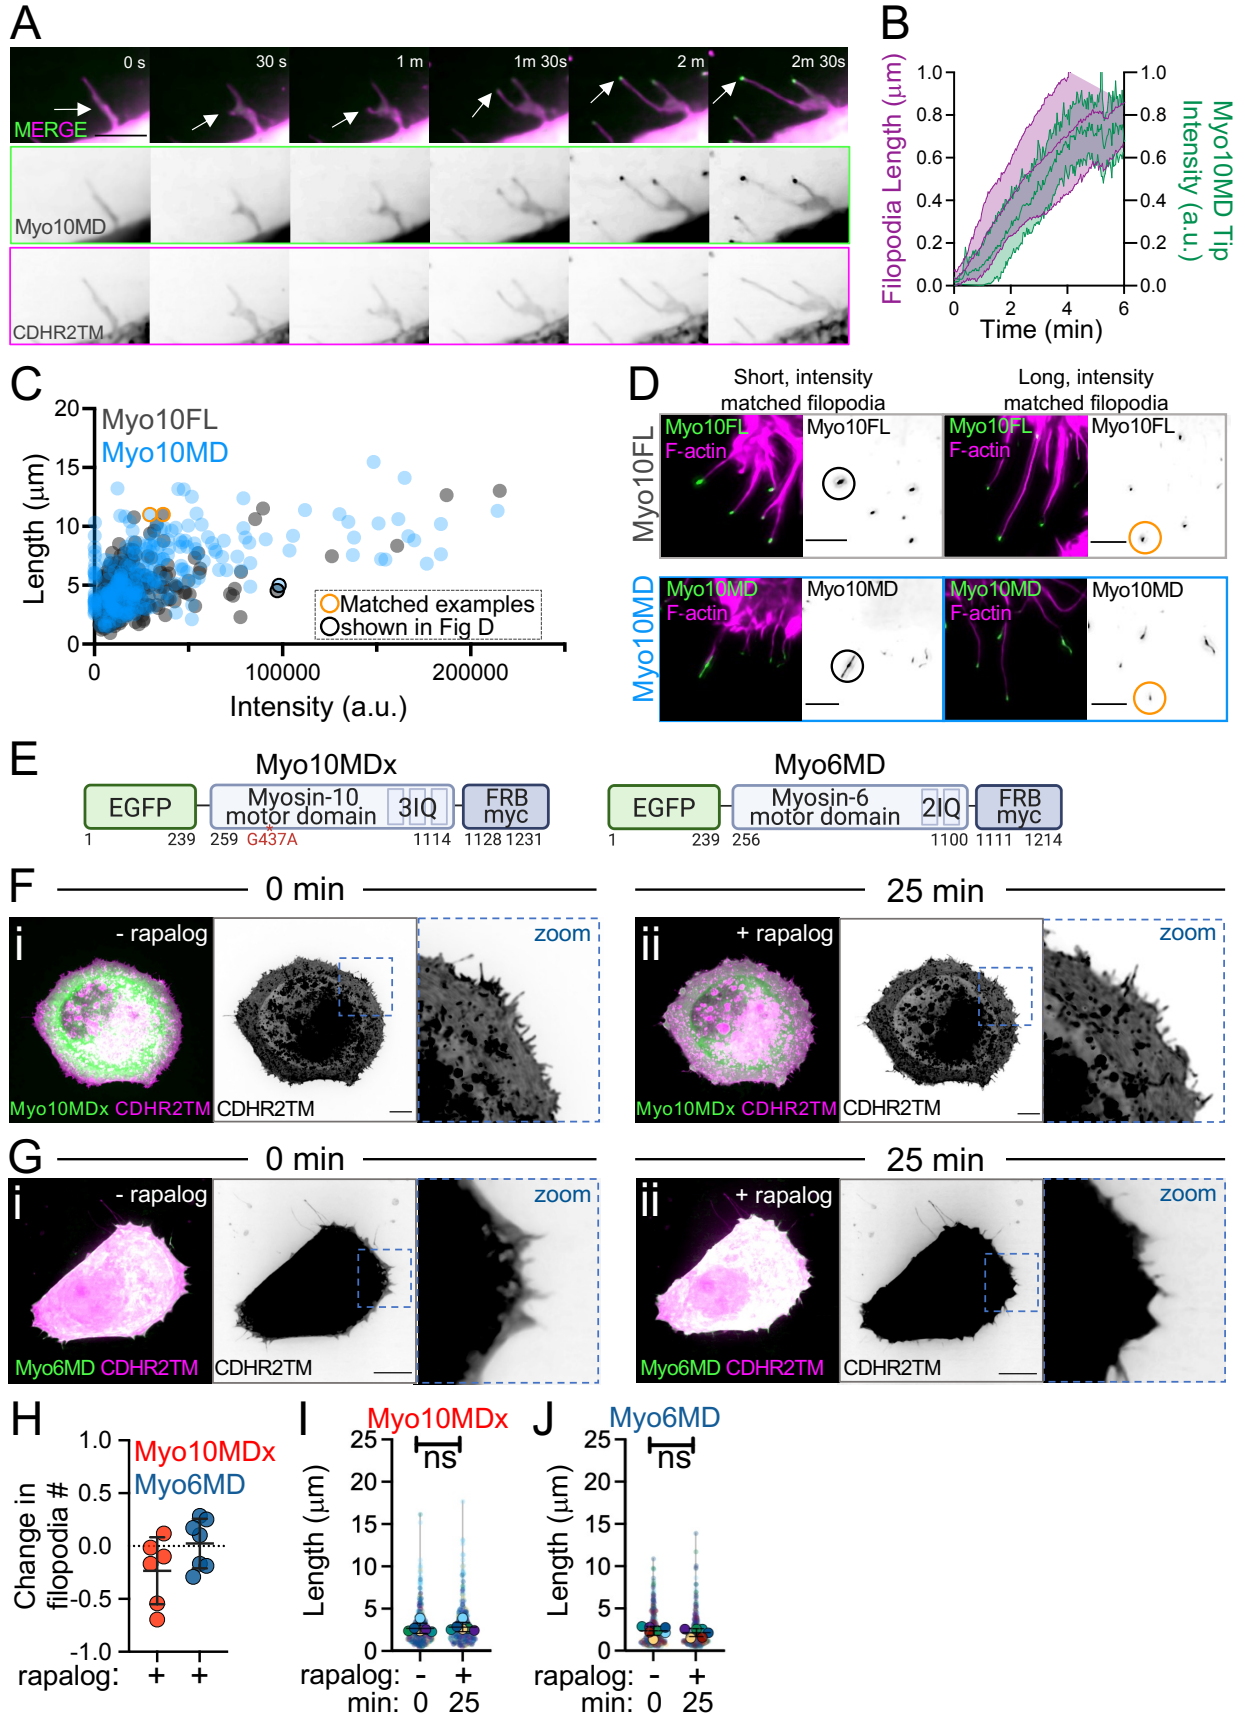 A
0 s
30 s
1 m
1m 30s
2 m
2m 30s
MERGE
Myo10MD
CDHR2TM
B
Filopodia Length (μm)
1.0
0.8
0.6
0.4
0.2
0.0
1.0
0.8
0.6
0.4
0.2
0.0
Myo10MD Tip
Intensity (a.u.)
0 2 4 6
Time (min)
C
Length (μm)
20
15
10
5
0
Myo10FL
Myo10MD
Matched examples
shown in Fig D
0 100000 200000
Intensity (a.u.)
D
Short, intensity
matched filopodia
Long, intensity
matched filopodia
Myo10FL
Myo10FL
F-actin
Myo10FL
Myo10FL
F-actin
Myo10FL
Myo10MD
Myo10MD
F-actin
Myo10MD
Myo10MD
F-actin
Myo10MD
E
Myo10MDx
EGFP
Myosin-10
motor domain
3IQ
FRB
myc
1 239 259 G437A 1114 1128 1231
*
Myo6MD
EGFP
Myosin-6
motor domain
2IQ
FRB
myc
1 239 256 1100 1111 1214
F
0 min
25 min
i
- rapalog
zoom
Myo10MDx CDHR2TM
CDHR2TM
ii
+ rapalog
zoom
Myo10MDx CDHR2TM
CDHR2TM
G
0 min
25 min
i
- rapalog
zoom
Myo6MD CDHR2TM
CDHR2TM
ii
+ rapalog
zoom
Myo6MD CDHR2TM
CDHR2TM
H
Change in
filopodia #
1.0
0.5
0.0
-0.5
-1.0
Myo10MDx
Myo6MD
rapalog: + +
I
Myo10MDx
Length (μm)
25
20
15
10
5
0
ns
rapalog: - +
min: 0 25
J
Myo6MD
Length (μm)
25
20
15
10
5
0
ns
rapalog: - +
min: 0 25